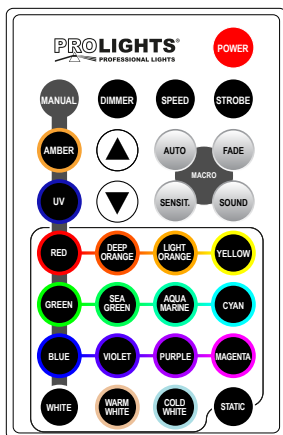 PROLIGHTS®
PROFESSIONAL LIGHTS
POWER
MANUAL
DIMMER
SPEED
STROBE
AMBER
AUTO
FADE
MACRO
UV
SENSIT.
SOUND
RED
DEEP
ORANGE
LIGHT
ORANGE
YELLOW
GREEN
SEA
GREEN
AQUA
MARINE
CYAN
BLUE
VIOLET
PURPLE
MAGENTA
WHITE
WARM
WHITE
COLD
WHITE
STATIC